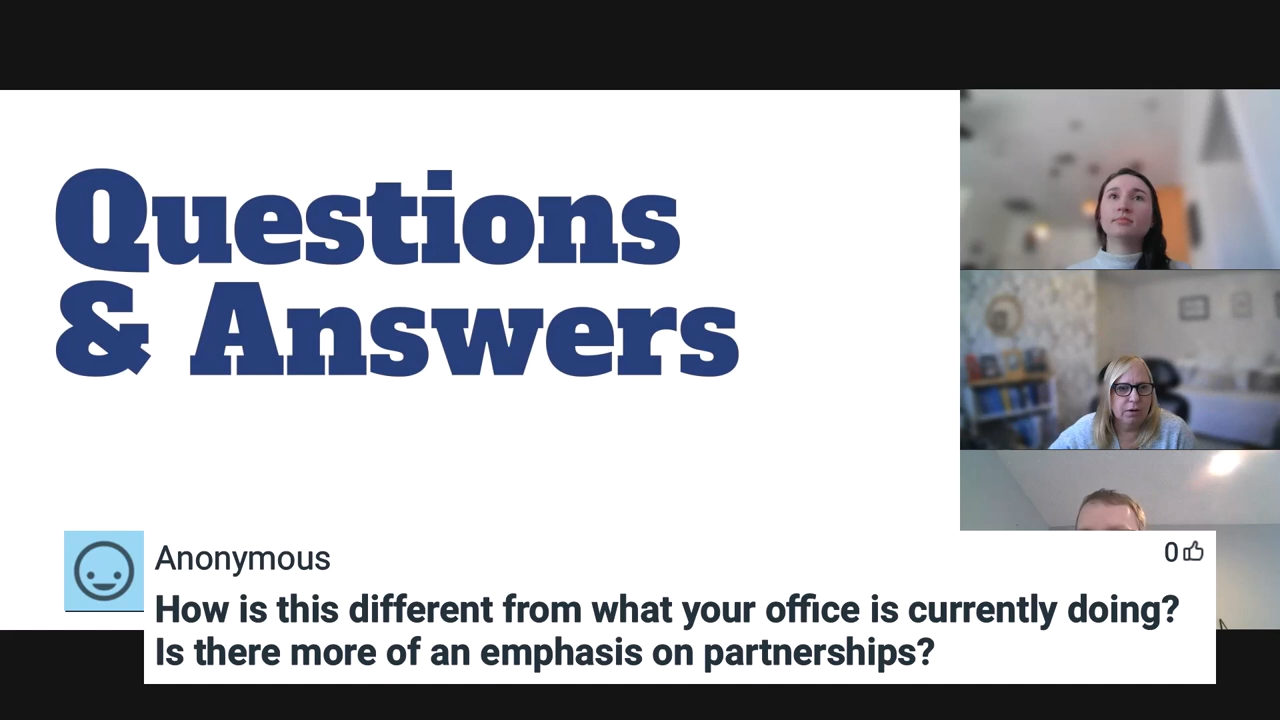 Questions
& Answers
Anonymous
0
How is this different from what your office is currently doing?
Is there more of an emphasis on partnerships?